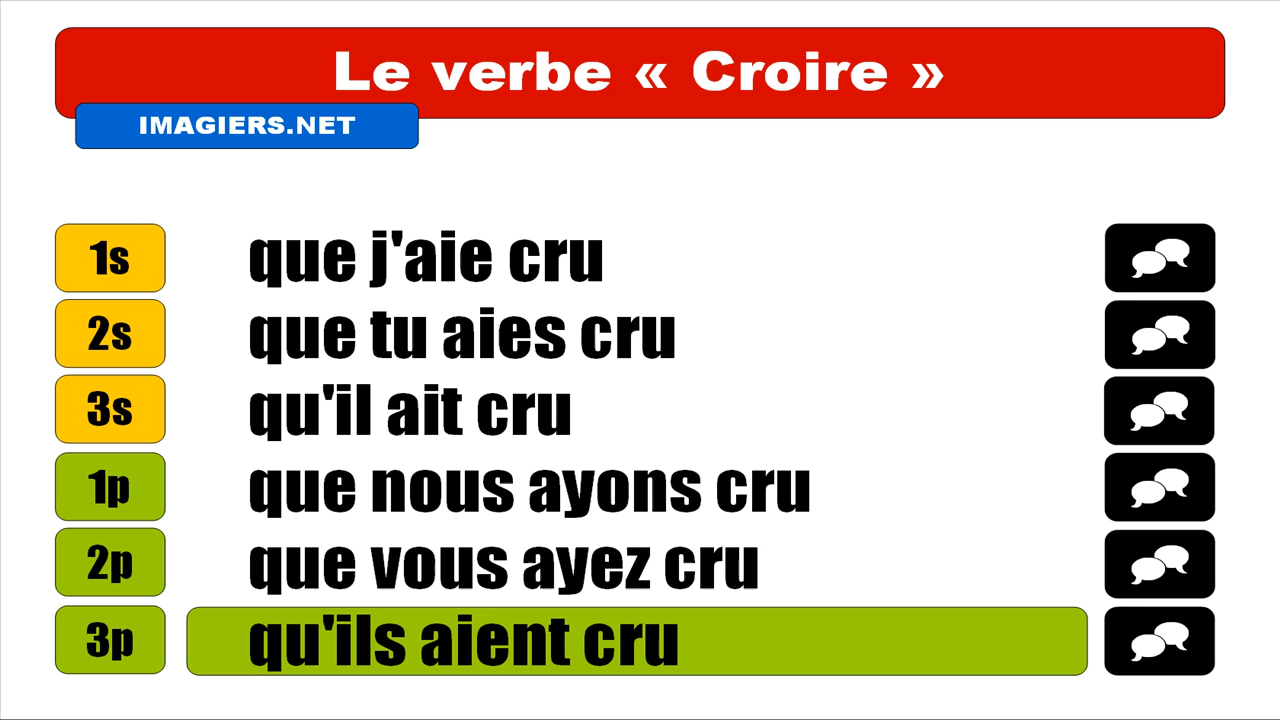 Le verbe « Croire »
IMAGIERS.NET
1s que j'aie cru
2s que tu aies cru
3s qu'il ait cru
1p que nous ayons cru
2p que vous ayez cru
3p qu'ils aient cru